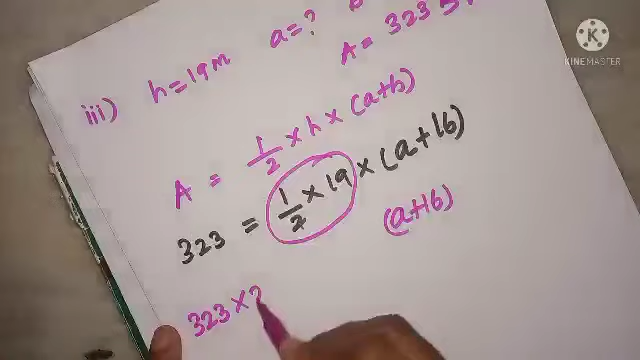 iii) h=19m a=?
A= 323
A = 1/2 × h × (a+b)
323 = 1/2 × 19 × (a+16)
(a+16)
323×2
KINEMASTER